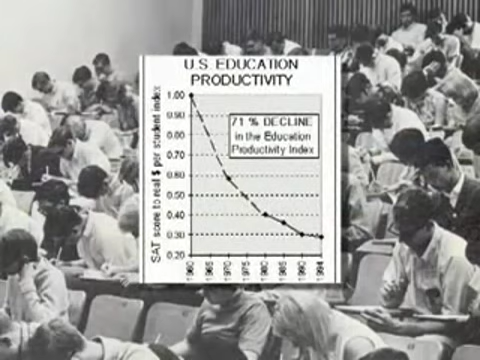 U.S. EDUCATION
PRODUCTIVITY
SAT score to real $ per student index
1.00
0.90
0.80
0.70
0.60
0.50
0.40
0.30
0.20
71 % DECLINE
in the Education
Productivity Index
1960
1965
1970
1975
1980
1985
1990
1994